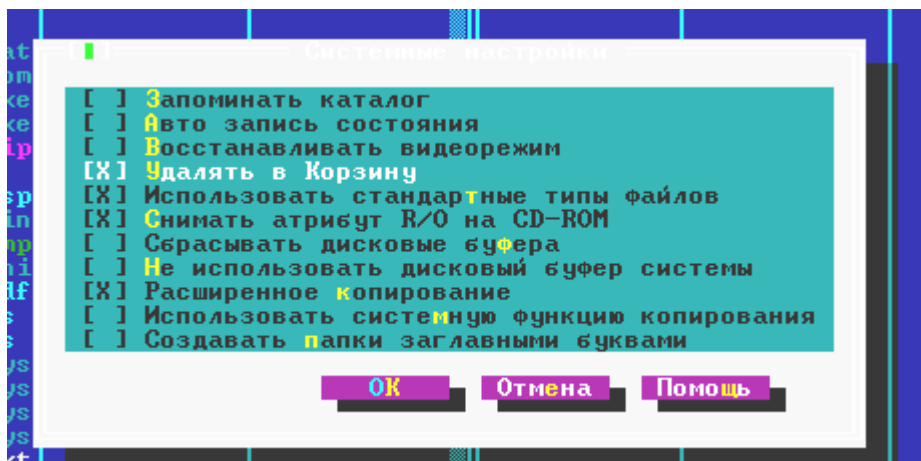 Системные настройки
[ ] Запоминать каталог
[ ] Авто запись состояния
[ ] Восстанавливать видеорежим
[X] Удалять в Корзину
[X] Использовать стандартные типы файлов
[X] Снимать атрибут R/O на CD-ROM
[ ] Сбрасывать дисковые буфера
[ ] Не использовать дисковый буфер системы
[X] Расширенное копирование
[ ] Использовать системную функцию копирования
[ ] Создавать папки заглавными буквами
OK Отмена Помощь